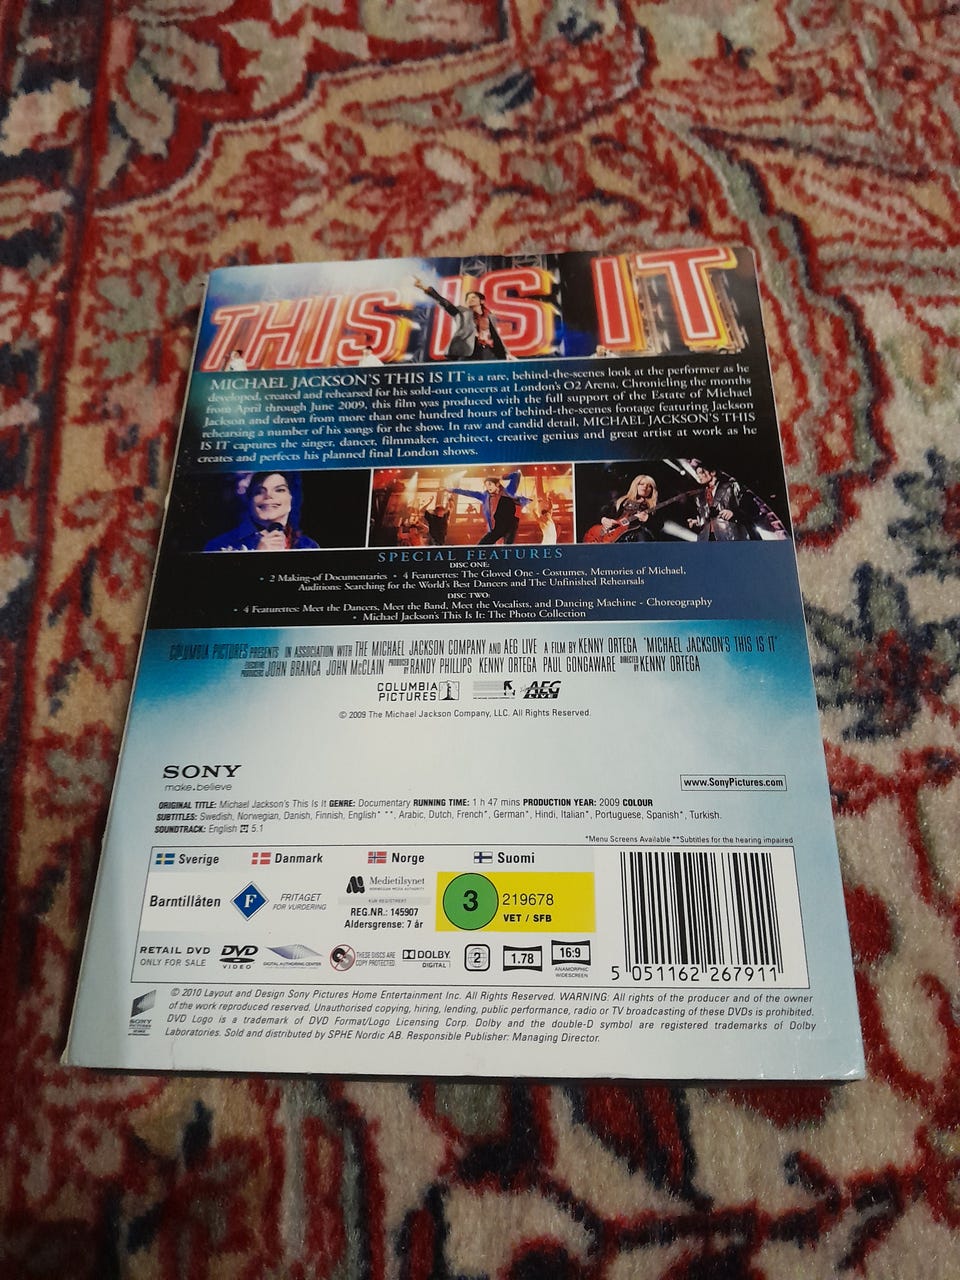 THIS IS IT
MICHAEL JACKSON'S THIS IS IT is a rare, behind-the-scenes look at the performer as he
developed, created and rehearsed for his sold-out concerts at London's O2 Arena. Chronicling the months
from April through June 2009, this film was produced with the full support of the Estate of Michael
Jackson and drawn from more than one hundred hours of behind-the-scenes footage featuring Jackson
rehearsing a number of his songs for the show. In raw and candid detail, MICHAEL JACKSON'S THIS
IS IT captures the singer, dancer, filmmaker, architect, creative genius and great artist at work as he
creates and perfects his planned final London shows.
SPECIAL FEATURES
DISC ONE:
• 2 Making-of Documentaries • 4 Featurettes: The Gloved One - Costumes, Memories of Michael,
Auditions: Searching for the World's Best Dancers and The Unfinished Rehearsals
DISC TWO:
• 4 Featurettes: Meet the Dancers, Meet the Band, Meet the Vocalists, and Dancing Machine - Choreography
• Michael Jackson's This Is It: The Photo Collection
COLUMBIA PICTURES PRESENTS IN ASSOCIATION WITH THE MICHAEL JACKSON COMPANY AND AEG LIVE A FILM BY KENNY ORTEGA "MICHAEL JACKSON'S THIS IS IT"
EXECUTIVE PRODUCERS JOHN BRANCA JOHN McCLAIN PRODUCED BY RANDY PHILLIPS KENNY ORTEGA PAUL GONGAWARE DIRECTED BY KENNY ORTEGA
COLUMBIA PICTURES AEG LIVE
© 2009 The Michael Jackson Company, LLC. All Rights Reserved.
SONY
make.believe
www.SonyPictures.com
ORIGINAL TITLE: Michael Jackson's This Is It GENRE: Documentary RUNNING TIME: 1 h 47 mins PRODUCTION YEAR: 2009 COLOUR
SUBTITLES: Swedish, Norwegian, Danish, Finnish, English* **, Arabic, Dutch, French*, German*, Hindi, Italian*, Portuguese, Spanish*, Turkish.
SOUNDTRACK: English 5.1
*Menu Screens Available **Subtitles for the hearing impaired
Sverige Danmark Norge Suomi
Barntillåten
F
FRITAGET
FOR VURDERING
Medietilsynet
NORWEGIAN MEDIA AUTHORITY
KUN REGISTRERT
REG.NR.: 145907
Aldersgrense: 7 år
3
219678
VET / SFB
RETAIL DVD
ONLY FOR SALE
DVD
VIDEO
DIGITAL AUTHORING CENTER
THESE DISCS ARE
COPY PROTECTED.
DOLBY
DIGITAL
2
1.78
16:9
ANAMORPHIC
WIDESCREEN
5 051162 267911
© 2010 Layout and Design Sony Pictures Home Entertainment Inc. All Rights Reserved. WARNING: All rights of the producer and of the owner
of the work reproduced reserved. Unauthorised copying, hiring, lending, public performance, radio or TV broadcasting of these DVDs is prohibited.
DVD Logo is a trademark of DVD Format/Logo Licensing Corp. Dolby and the double-D symbol are registered trademarks of Dolby
Laboratories. Sold and distributed by SPHE Nordic AB. Responsible Publisher: Managing Director.
SONY
PICTURES